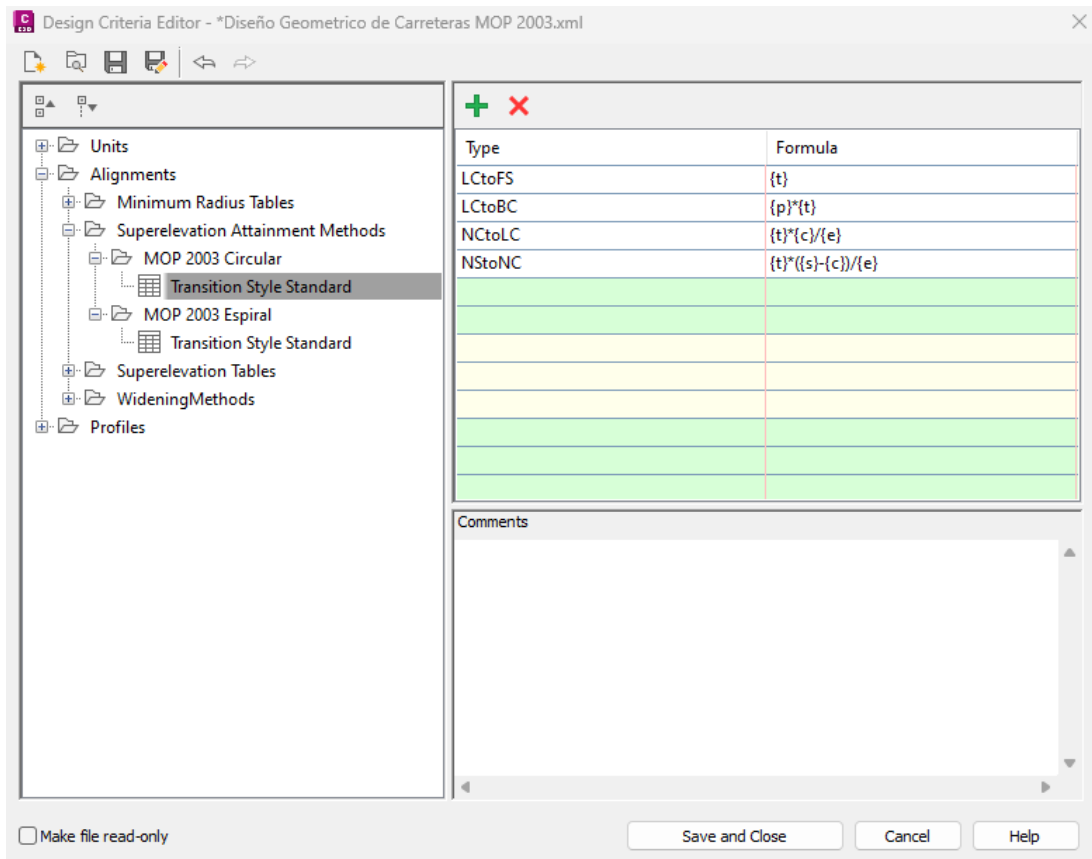 C
C3D
Design Criteria Editor - *Diseño Geometrico de Carreteras MOP 2003.xml
Units
Alignments
Minimum Radius Tables
Superelevation Attainment Methods
MOP 2003 Circular
Transition Style Standard
MOP 2003 Espiral
Transition Style Standard
Superelevation Tables
WideningMethods
Profiles
Type Formula
LCtoFS {t}
LCtoBC {p}*{t}
NCtoLC {t}*{c}/{e}
NStoNC {t}*({s}-{c})/{e}
Comments
Make file read-only
Save and Close
Cancel
Help